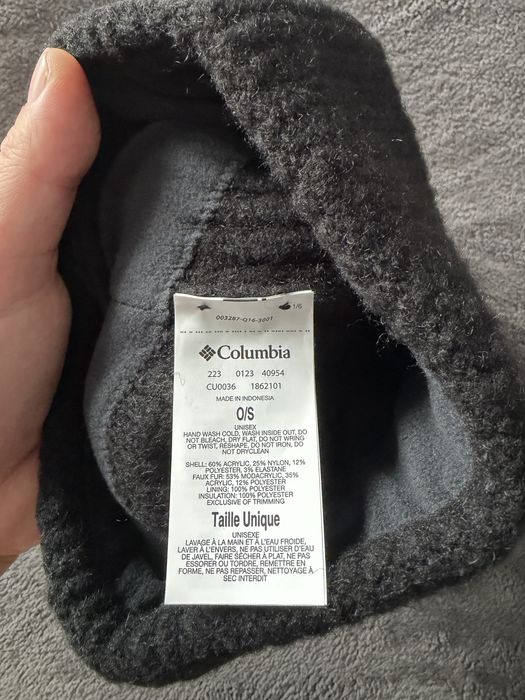 1/6
003287-Q16-3001
Columbia
223 0123 40954
CU0036 1862101
MADE IN INDONESIA
O/S
UNISEX
HAND WASH COLD, WASH INSIDE OUT, DO
NOT BLEACH, DRY FLAT, DO NOT WRING
OR TWIST, RESHAPE, DO NOT IRON, DO
NOT DRYCLEAN
SHELL: 60% ACRYLIC, 25% NYLON, 12%
POLYESTER, 3% ELASTANE
FAUX FUR: 53% MODACRYLIC, 35%
ACRYLIC, 12% POLYESTER
LINING: 100% POLYESTER
INSULATION: 100% POLYESTER
EXCLUSIVE OF TRIMMING
Taille Unique
UNISEXE
LAVAGE À LA MAIN ET À L'EAU FROIDE,
LAVER À L'ENVERS, NE PAS UTILISER D'EAU
DE JAVEL, FAIRE SÉCHER À PLAT, NE PAS
ESSORER OU TORDRE, REMETTRE EN
FORME, NE PAS REPASSER, NETTOYAGE À
SEC INTERDIT